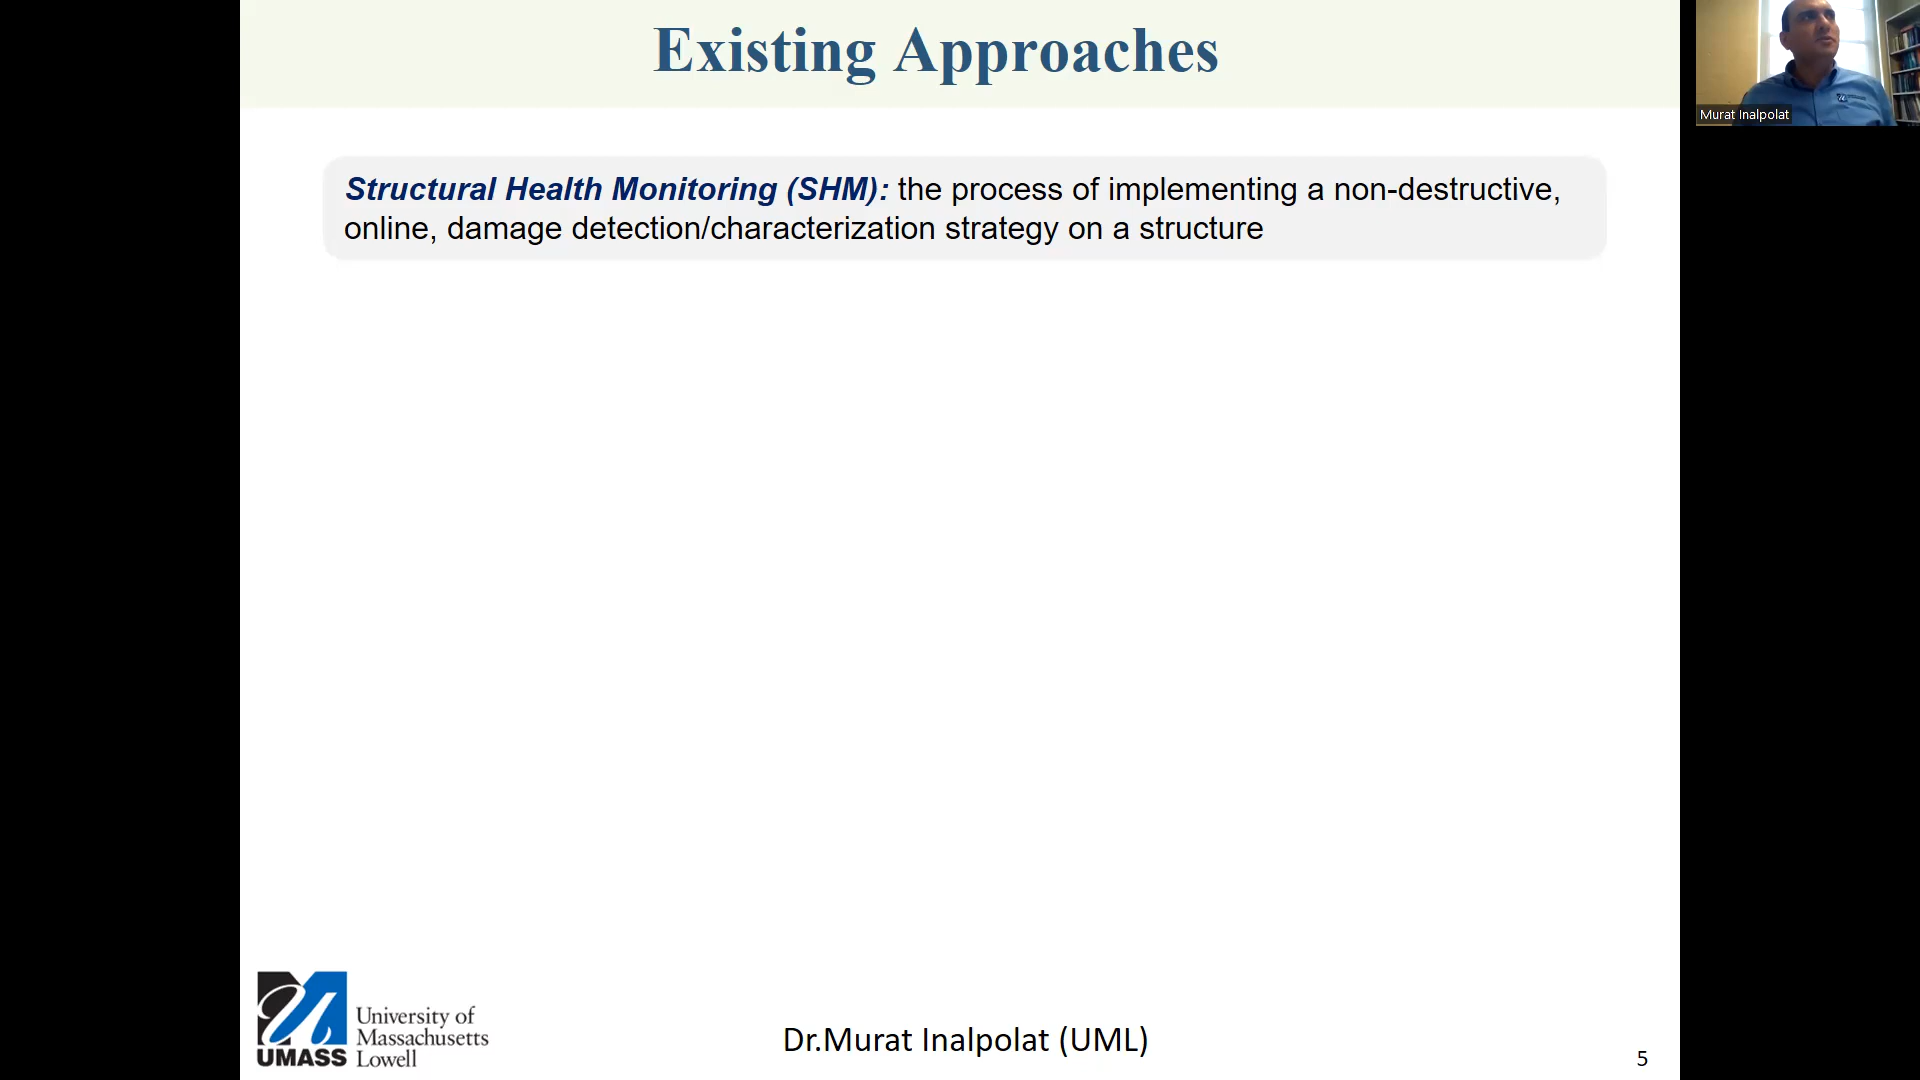 Existing Approaches
Murat Inalpolat
Structural Health Monitoring (SHM): the process of implementing a non-destructive,
online, damage detection/characterization strategy on a structure
University of
Massachusetts
Lowell
UMASS
Dr.Murat Inalpolat (UML)
5